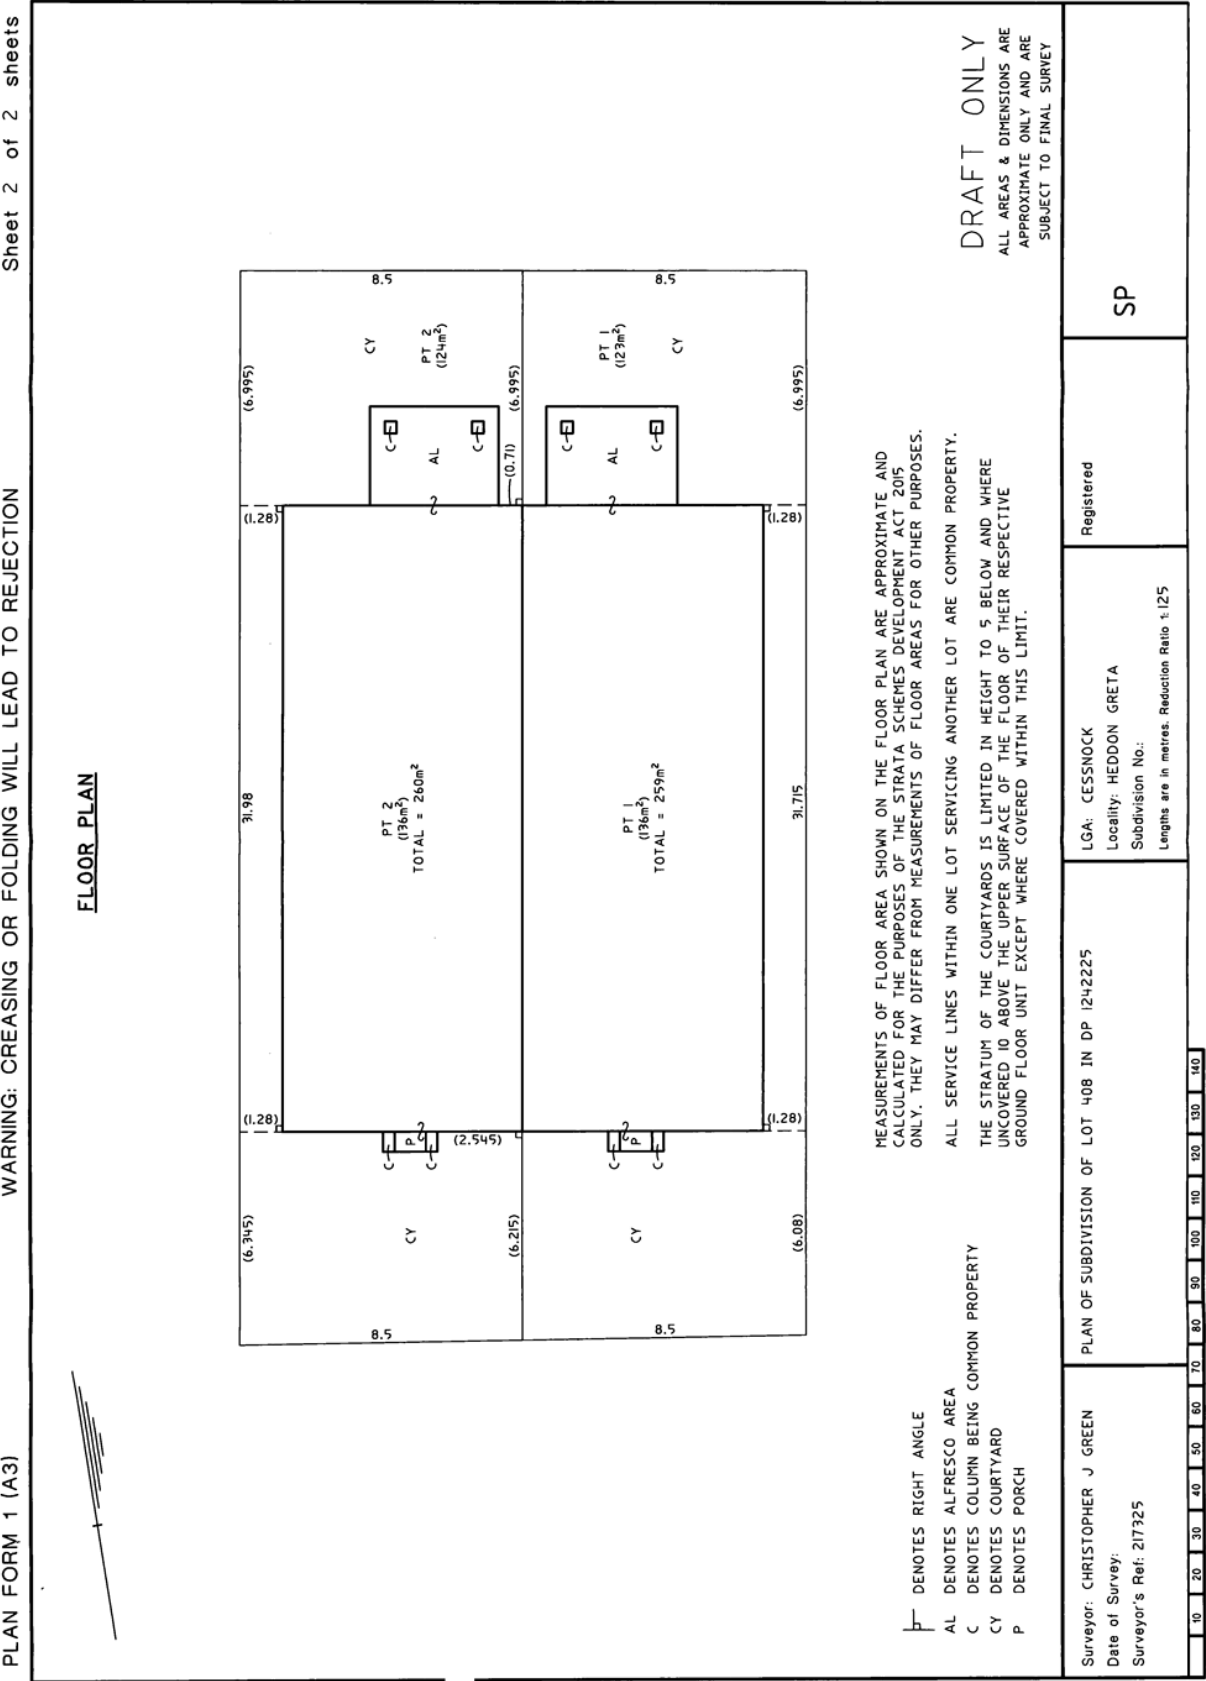 PLAN FORM 1 (A3)
WARNING: CREASING OR FOLDING WILL LEAD TO REJECTION
Sheet 2 of 2 sheets
FLOOR PLAN
(6.345)
(1.28)
31.98
(1.28)
(6.995)
8.5
CY
C
P
C
(2.545)
PT 2
(136m²)
TOTAL = 260m²
C
C
AL
(0.71)
CY
PT 2
(124m²)
8.5
(6.215)
(6.995)
8.5
CY
C
P
C
PT 1
(136m²)
TOTAL = 259m²
C
C
AL
PT 1
(123m²)
CY
8.5
(6.08)
(1.28)
31.715
(1.28)
(6.995)
MEASUREMENTS OF FLOOR AREA SHOWN ON THE FLOOR PLAN ARE APPROXIMATE AND
CALCULATED FOR THE PURPOSES OF THE STRATA SCHEMES DEVELOPMENT ACT 2015
ONLY. THEY MAY DIFFER FROM MEASUREMENTS OF FLOOR AREAS FOR OTHER PURPOSES.
ALL SERVICE LINES WITHIN ONE LOT SERVICING ANOTHER LOT ARE COMMON PROPERTY.
THE STRATUM OF THE COURTYARDS IS LIMITED IN HEIGHT TO 5 BELOW AND WHERE
UNCOVERED 10 ABOVE THE UPPER SURFACE OF THE FLOOR OF THEIR RESPECTIVE
GROUND FLOOR UNIT EXCEPT WHERE COVERED WITHIN THIS LIMIT.
DENOTES RIGHT ANGLE
AL DENOTES ALFRESCO AREA
C DENOTES COLUMN BEING COMMON PROPERTY
CY DENOTES COURTYARD
P DENOTES PORCH
DRAFT ONLY
ALL AREAS & DIMENSIONS ARE
APPROXIMATE ONLY AND ARE
SUBJECT TO FINAL SURVEY
Surveyor: CHRISTOPHER J GREEN
Date of Survey:
Surveyor's Ref: 217325
PLAN OF SUBDIVISION OF LOT 408 IN DP 1242225
LGA: CESSNOCK
Locality: HEDDON GRETA
Subdivision No.:
Lengths are in metres. Reduction Ratio 1:125
Registered
SP
10 20 30 40 50 60 70 80 90 100 110 120 130 140